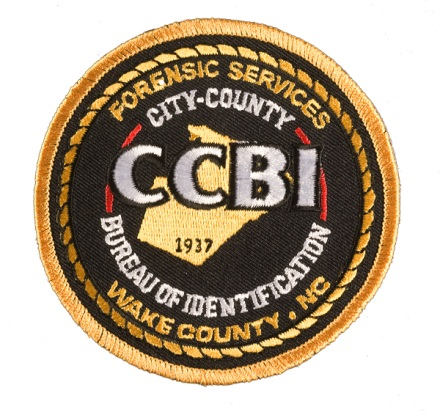 FORENSIC SERVICES
CITY-COUNTY
CCBI
1937
BUREAU OF IDENTIFICATION
WAKE COUNTY, NC